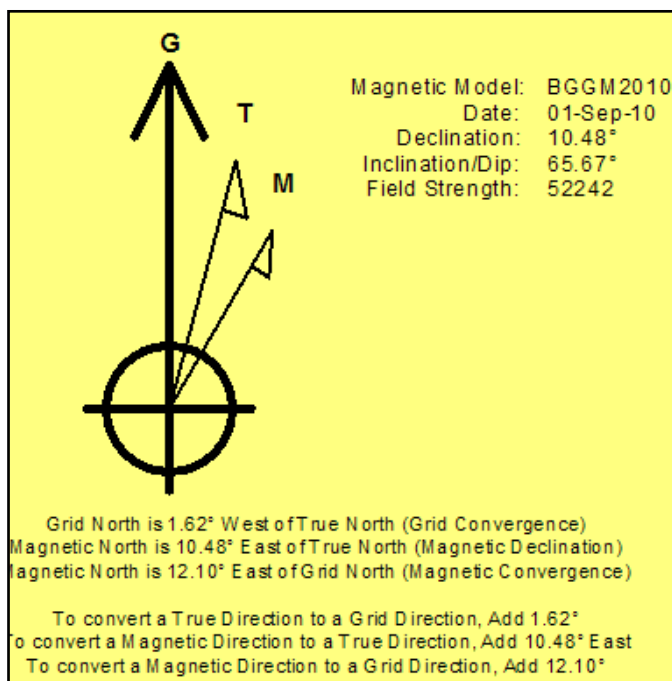 G
T
M
Magnetic Model: BGGM2010
Date: 01-Sep-10
Declination: 10.48°
Inclination/Dip: 65.67°
Field Strength: 52242
Grid North is 1.62° West of True North (Grid Convergence)
Magnetic North is 10.48° East of True North (Magnetic Declination)
Magnetic North is 12.10° East of Grid North (Magnetic Convergence)
To convert a True Direction to a Grid Direction, Add 1.62°
To convert a Magnetic Direction to a True Direction, Add 10.48° East
To convert a Magnetic Direction to a Grid Direction, Add 12.10°